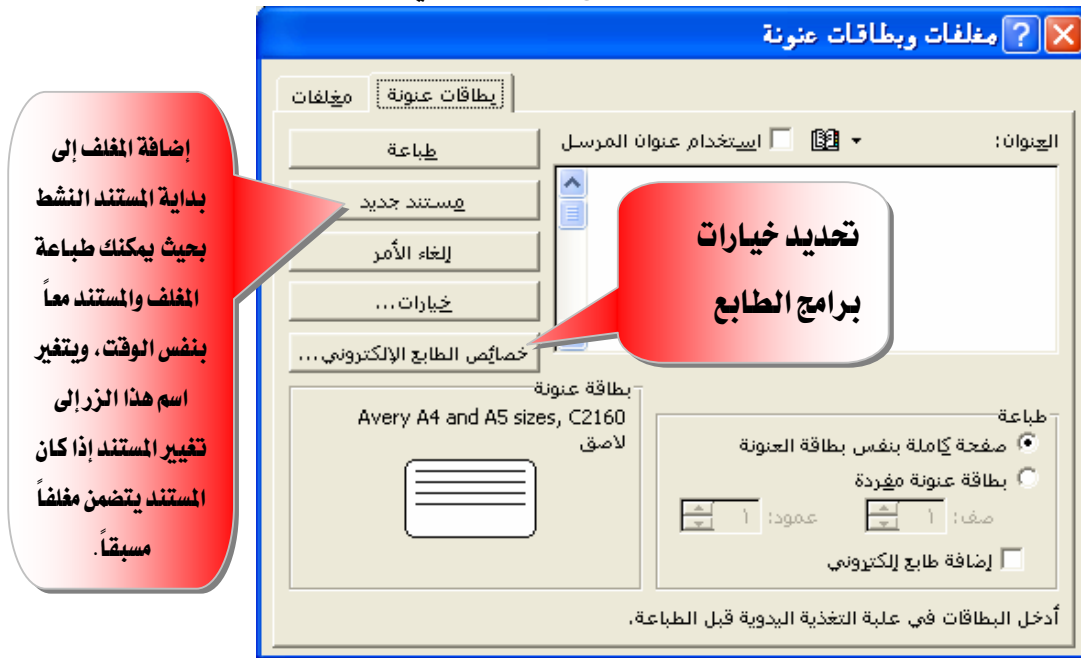 مغلفات وبطاقات عنونة
بطاقات عنونة
مغلفات
العنوان:
استخدام عنوان المرسل
طباعة
مستند جديد
إلغاء الأمر
خيارات...
خصائص الطابع الإلكتروني...
تحديد خيارات
برامج الطابع
إضافة المغلف إلى
بداية المستند النشط
بحيث يمكنك طباعة
المغلف والمستند معاً
بنفس الوقت، ويتغير
اسم هذا الزر إلى
تغيير المستند إذا كان
المستند يتضمن مغلفاً
مسبقاً.
طباعة
صفحة كاملة بنفس بطاقة العنونة
بطاقة عنونة مفردة
صف: ١ عمود: ١
إضافة طابع إلكتروني
بطاقة عنونة
Avery A4 and A5 sizes, C2160
لاصق
أدخل البطاقات في علبة التغذية اليدوية قبل الطباعة.